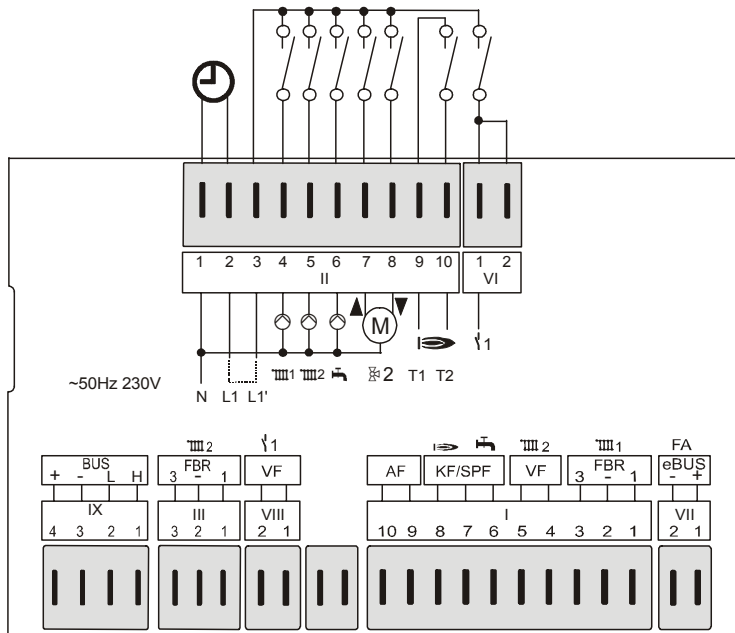 1 2 3 4 5 6 7 8 9 10 1 2
II VI
M
1
~50Hz 230V
N L1 L1' 1 2 2 T1 T2
2 1 2 1
BUS FBR VF AF KF/SPF VF FBR FA
eBUS
+ - L H 3 - 1 3 - 1 - +
IX III VIII I VII
4 3 2 1 3 2 1 2 1 10 9 8 7 6 5 4 3 2 1 2 1